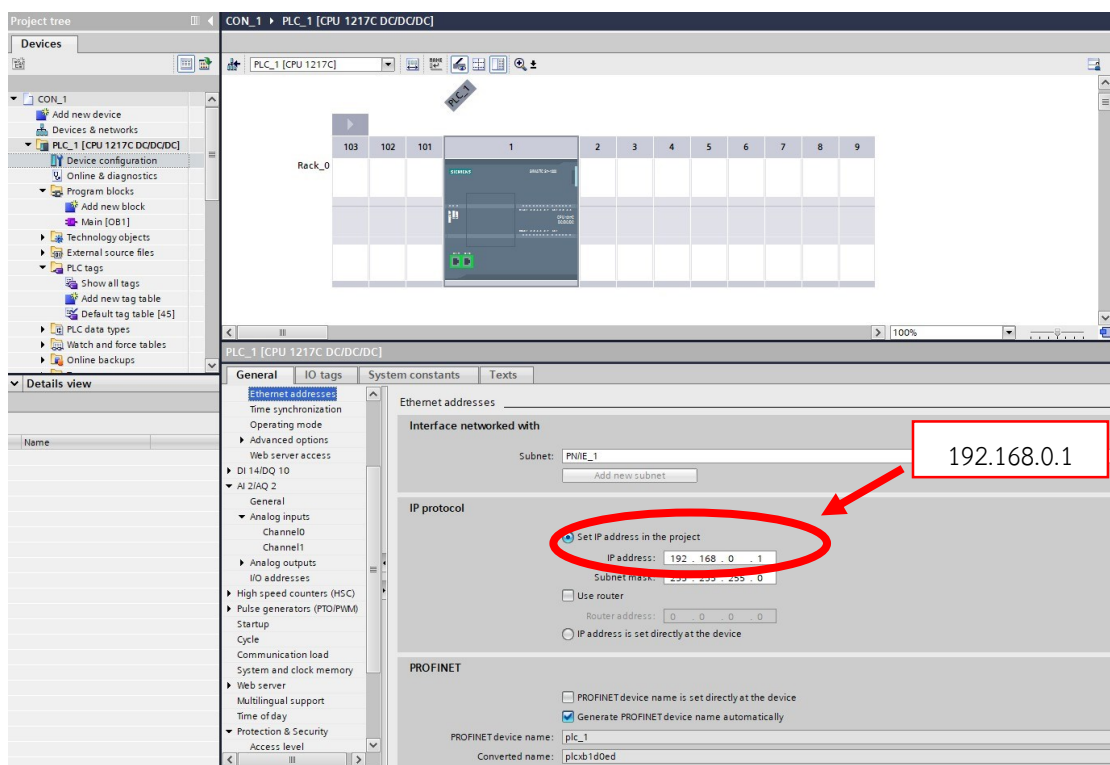 Project tree
Devices
CON_1
Add new device
Devices & networks
PLC_1 [CPU 1217C DC/DC/DC]
Device configuration
Online & diagnostics
Program blocks
Add new block
Main [OB1]
Technology objects
External source files
PLC tags
Show all tags
Add new tag table
Default tag table [45]
PLC data types
Watch and force tables
Online backups
Details view
Name
CON_1 PLC_1 [CPU 1217C DC/DC/DC]
PLC_1 [CPU 1217C]
PLC_1
103 102 101 1 2 3 4 5 6 7 8 9
Rack_0
SIEMENS
100%
PLC_1 [CPU 1217C DC/DC/DC]
General IO tags System constants Texts
Ethernet addresses
Time synchronization
Operating mode
Advanced options
Web server access
DI 14/DQ 10
AI 2/AQ 2
General
Analog inputs
Channel0
Channel1
Analog outputs
I/O addresses
High speed counters (HSC)
Pulse generators (PTO/PWM)
Startup
Cycle
Communication load
System and clock memory
Web server
Multilingual support
Time of day
Protection & Security
Access level
Ethernet addresses
Interface networked with
Subnet: PN/IE_1
Add new subnet
192.168.0.1
IP protocol
Set IP address in the project
IP address: 192 . 168 . 0 . 1
Subnet mask: 255 . 255 . 255 . 0
Use router
Router address: 0 . 0 . 0 . 0
IP address is set directly at the device
PROFINET
PROFINET device name is set directly at the device
Generate PROFINET device name automatically
PROFINET device name: plc_1
Converted name: plcxb1d0ed